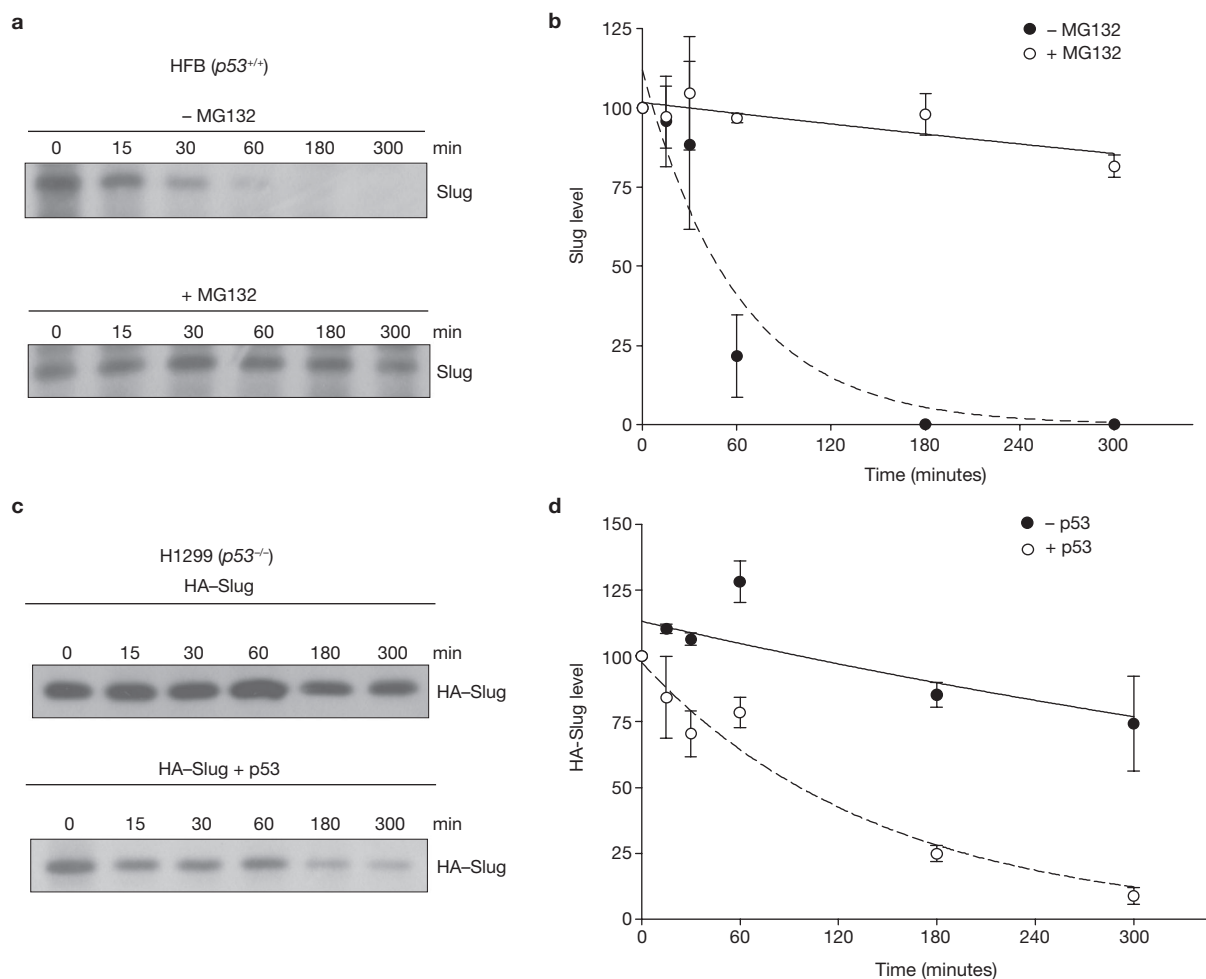 a
HFB (p53+/+)
– MG132
0 15 30 60 180 300 min
Slug
+ MG132
0 15 30 60 180 300 min
Slug
b
– MG132
+ MG132
125
100
75
50
25
0
Slug level
0 60 120 180 240 300
Time (minutes)
c
H1299 (p53–/–)
HA–Slug
0 15 30 60 180 300 min
HA–Slug
HA–Slug + p53
0 15 30 60 180 300 min
HA–Slug
d
– p53
+ p53
150
125
100
75
50
25
0
HA-Slug level
0 60 120 180 240 300
Time (minutes)